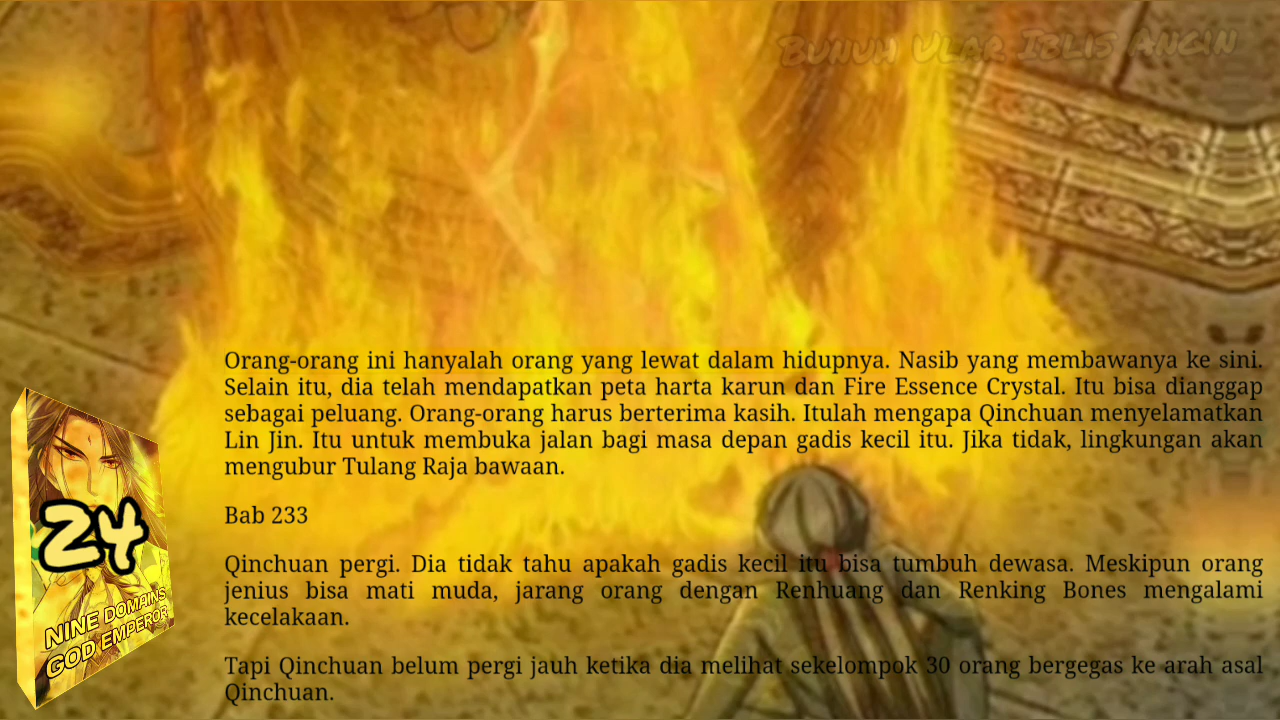 Bunuh Ular Iblis Angin
Orang-orang ini hanyalah orang yang lewat dalam hidupnya. Nasib yang membawanya ke sini.
Selain itu, dia telah mendapatkan peta harta karun dan Fire Essence Crystal. Itu bisa dianggap
sebagai peluang. Orang-orang harus berterima kasih. Itulah mengapa Qinchuan menyelamatkan
Lin Jin. Itu untuk membuka jalan bagi masa depan gadis kecil itu. Jika tidak, lingkungan akan
mengubur Tulang Raja bawaan.
Bab 233
Qinchuan pergi. Dia tidak tahu apakah gadis kecil itu bisa tumbuh dewasa. Meskipun orang
jenius bisa mati muda, jarang orang dengan Renhuang dan Renking Bones mengalami
kecelakaan.
Tapi Qinchuan belum pergi jauh ketika dia melihat sekelompok 30 orang bergegas ke arah asal
Qinchuan.
24
NINE DOMAINS
GOD EMPEROR